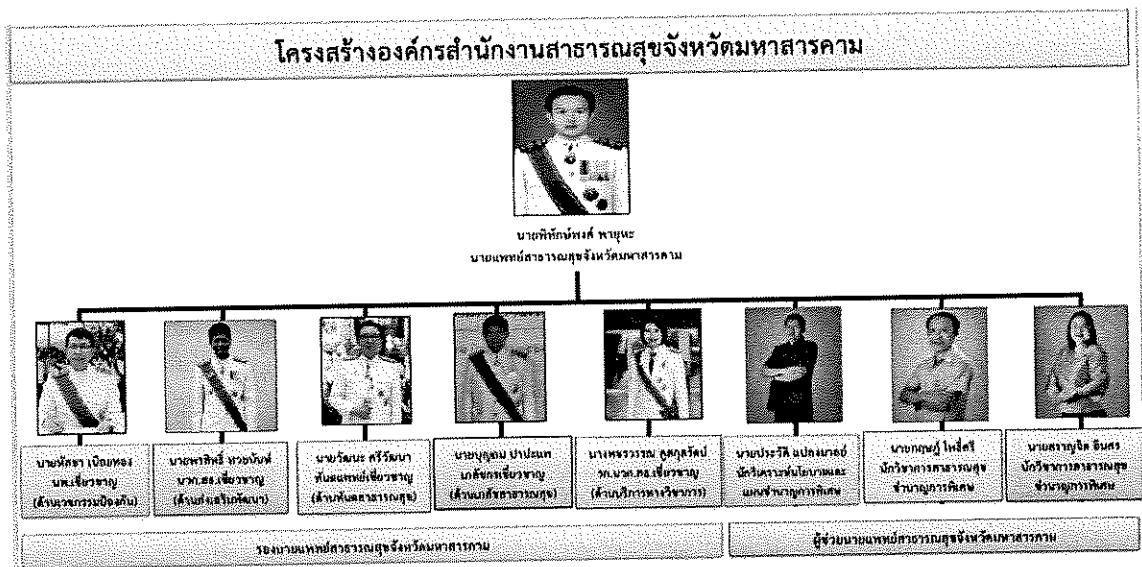 โครงสร้างองค์กรสำนักงานสาธารณสุขจังหวัดมหาสารคาม
นายพิทักษ์พงศ์ พายุหะ
นายแพทย์สาธารณสุขจังหวัดมหาสารคาม
นายหัสชา เนือยทอง
นพ.เชี่ยวชาญ
(ด้านเวชกรรมป้องกัน)
นายพาสิทธิ์
นวก.สธ.เชี่ยวชาญ
(ด้านส่งเสริมพัฒนา)
นายวัฒนะ ศรีวัฒนา
ทันตแพทย์เชี่ยวชาญ
(ด้านทันตสาธารณสุข)
นายบุญถม ปาปะแพ
เภสัชกรเชี่ยวชาญ
(ด้านเภสัชสาธารณสุข)
นางพชรวรรณ คูสกุลรัตน์
วก.นวก.สธ.เชี่ยวชาญ
(ด้านบริการทางวิชาการ)
นายประวัติ แปลงมาลย์
นักวิเคราะห์นโยบายและ
แผนชำนาญการพิเศษ
นายกฤษฎ์ โพธิ์ศรี
นักวิชาการสาธารณสุข
ชำนาญการพิเศษ
อินศร
นักวิชาการสาธารณสุข
ชำนาญการพิเศษ
รองนายแพทย์สาธารณสุขจังหวัดมหาสารคาม
ผู้ช่วยนายแพทย์สาธารณสุขจังหวัดมหาสารคาม